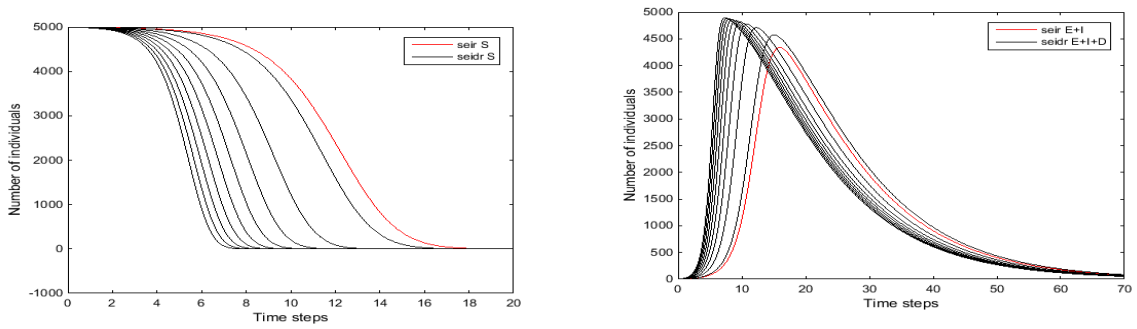 5000
4000
3000
2000
1000
0
-1000
0 2 4 6 8 10 12 14 16 18 20
Number of individuals
Time steps
seir S
seidr S
5000
4500
4000
3500
3000
2500
2000
1500
1000
500
0
0 10 20 30 40 50 60 70
Number of individuals
Time steps
seir E+I
seidr E+I+D